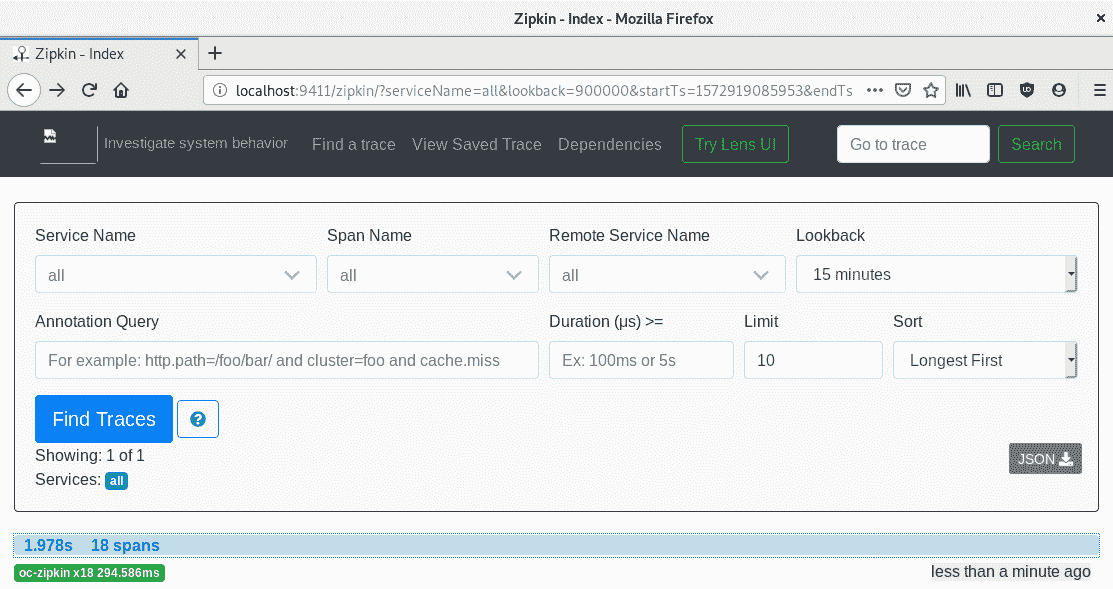 Zipkin - Index - Mozilla Firefox
Zipkin - Index
localhost:9411/zipkin/?serviceName=all&lookback=900000&startTs=1572919085953&endTs
Investigate system behavior Find a trace View Saved Trace Dependencies Try Lens UI Go to trace Search
Service Name Span Name Remote Service Name Lookback
all all all 15 minutes
Annotation Query Duration (μs) >= Limit Sort
For example: http.path=/foo/bar/ and cluster=foo and cache.miss Ex: 100ms or 5s 10 Longest First
Find Traces ?
Showing: 1 of 1
JSON
Services: all
1.978s 18 spans
oc-zipkin x18 294.586ms less than a minute ago